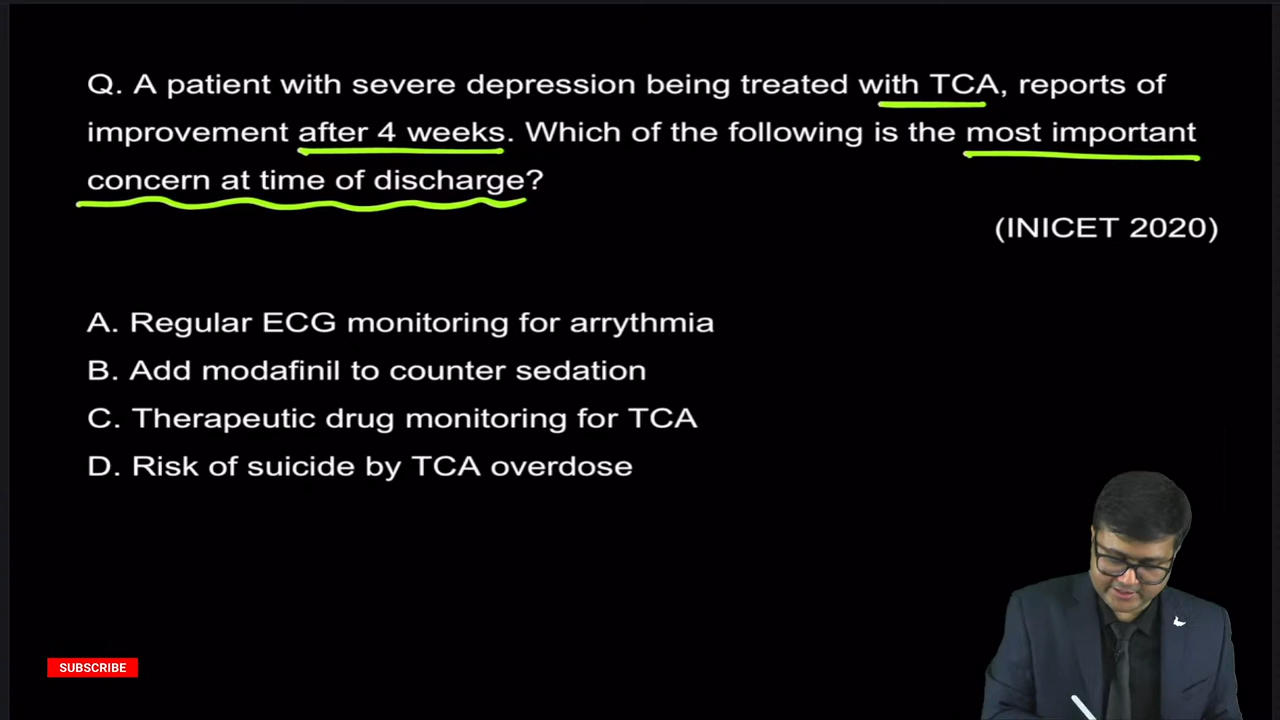 Q. A patient with severe depression being treated with TCA, reports of
improvement after 4 weeks. Which of the following is the most important
concern at time of discharge?
(INICET 2020)
A. Regular ECG monitoring for arrythmia
B. Add modafinil to counter sedation
C. Therapeutic drug monitoring for TCA
D. Risk of suicide by TCA overdose
SUBSCRIBE